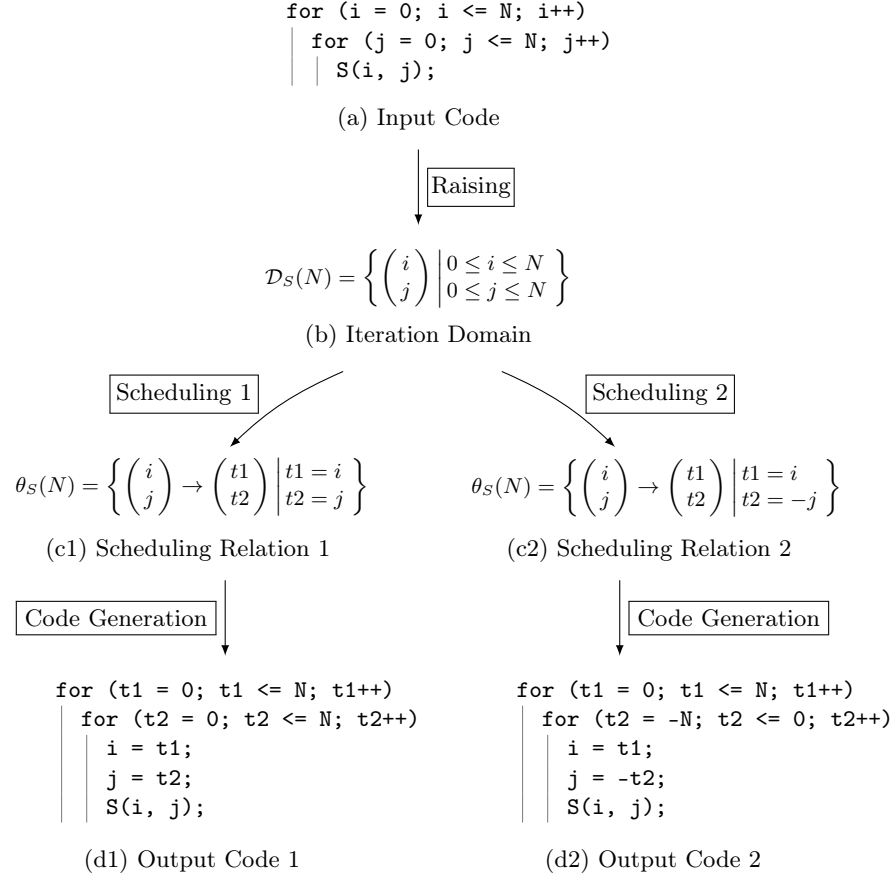 for (i = 0; i <= N; i++)
for (j = 0; j <= N; j++)
S(i, j);
(a) Input Code
Raising
𝒟_S(N) = { (i j) | 0 ≤ i ≤ N 0 ≤ j ≤ N }
(b) Iteration Domain
Scheduling 1
Scheduling 2
θ_S(N) = { (i j) → (t1 t2) | t1 = i t2 = j }
θ_S(N) = { (i j) → (t1 t2) | t1 = i t2 = −j }
(c1) Scheduling Relation 1
(c2) Scheduling Relation 2
Code Generation
Code Generation
for (t1 = 0; t1 <= N; t1++)
for (t2 = 0; t2 <= N; t2++)
i = t1;
j = t2;
S(i, j);
(d1) Output Code 1
for (t1 = 0; t1 <= N; t1++)
for (t2 = -N; t2 <= 0; t2++)
i = t1;
j = -t2;
S(i, j);
(d2) Output Code 2